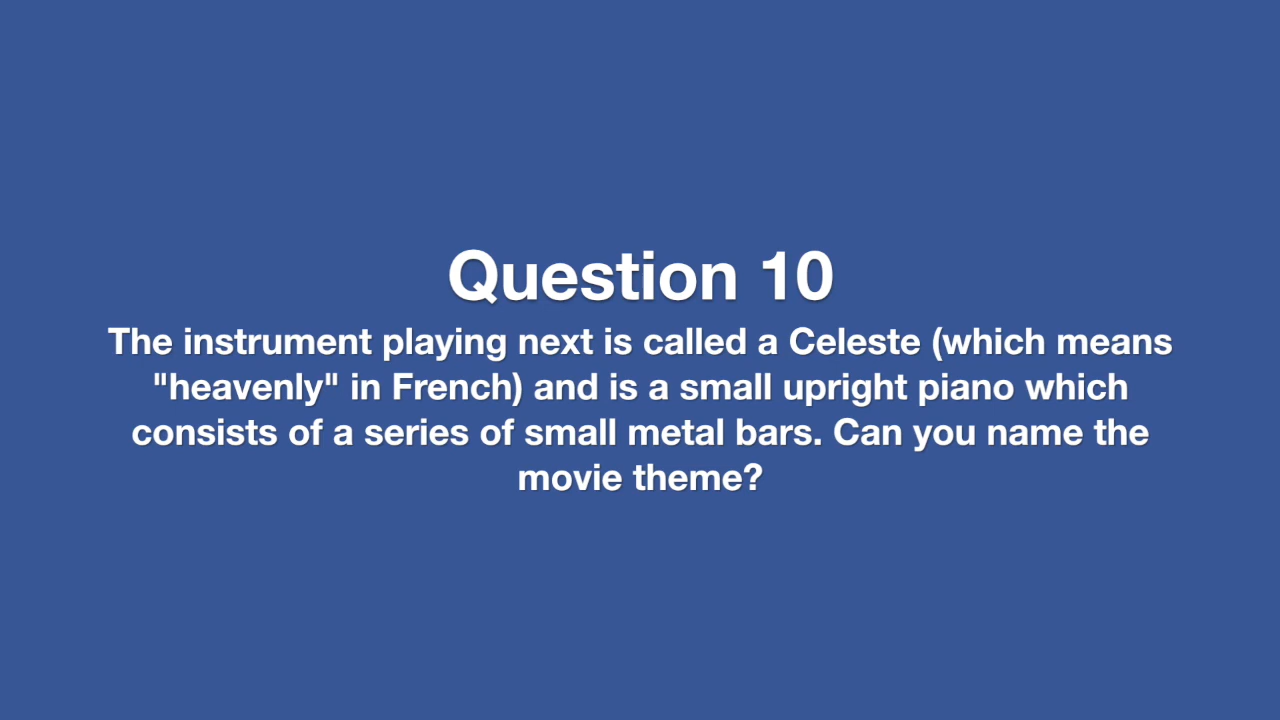 Question 10
The instrument playing next is called a Celeste (which means
"heavenly" in French) and is a small upright piano which
consists of a series of small metal bars. Can you name the
movie theme?